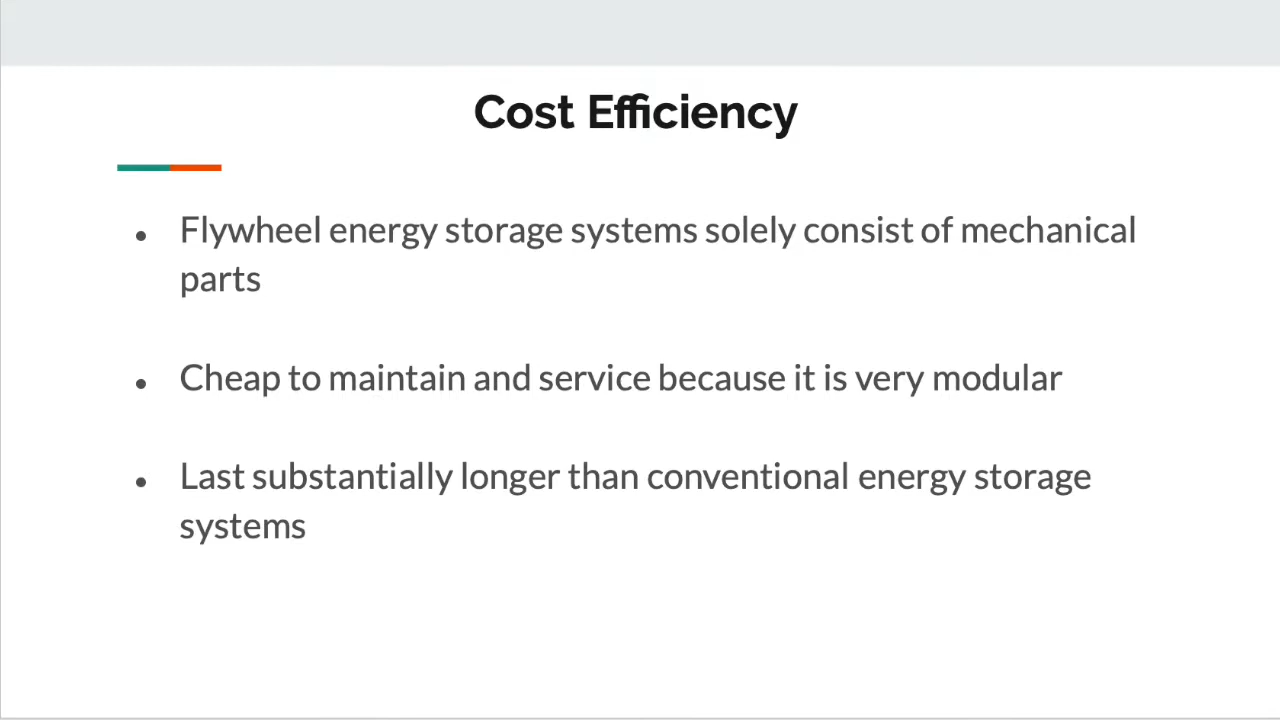 Cost Efficiency
● Flywheel energy storage systems solely consist of mechanical
parts
● Cheap to maintain and service because it is very modular
● Last substantially longer than conventional energy storage
systems